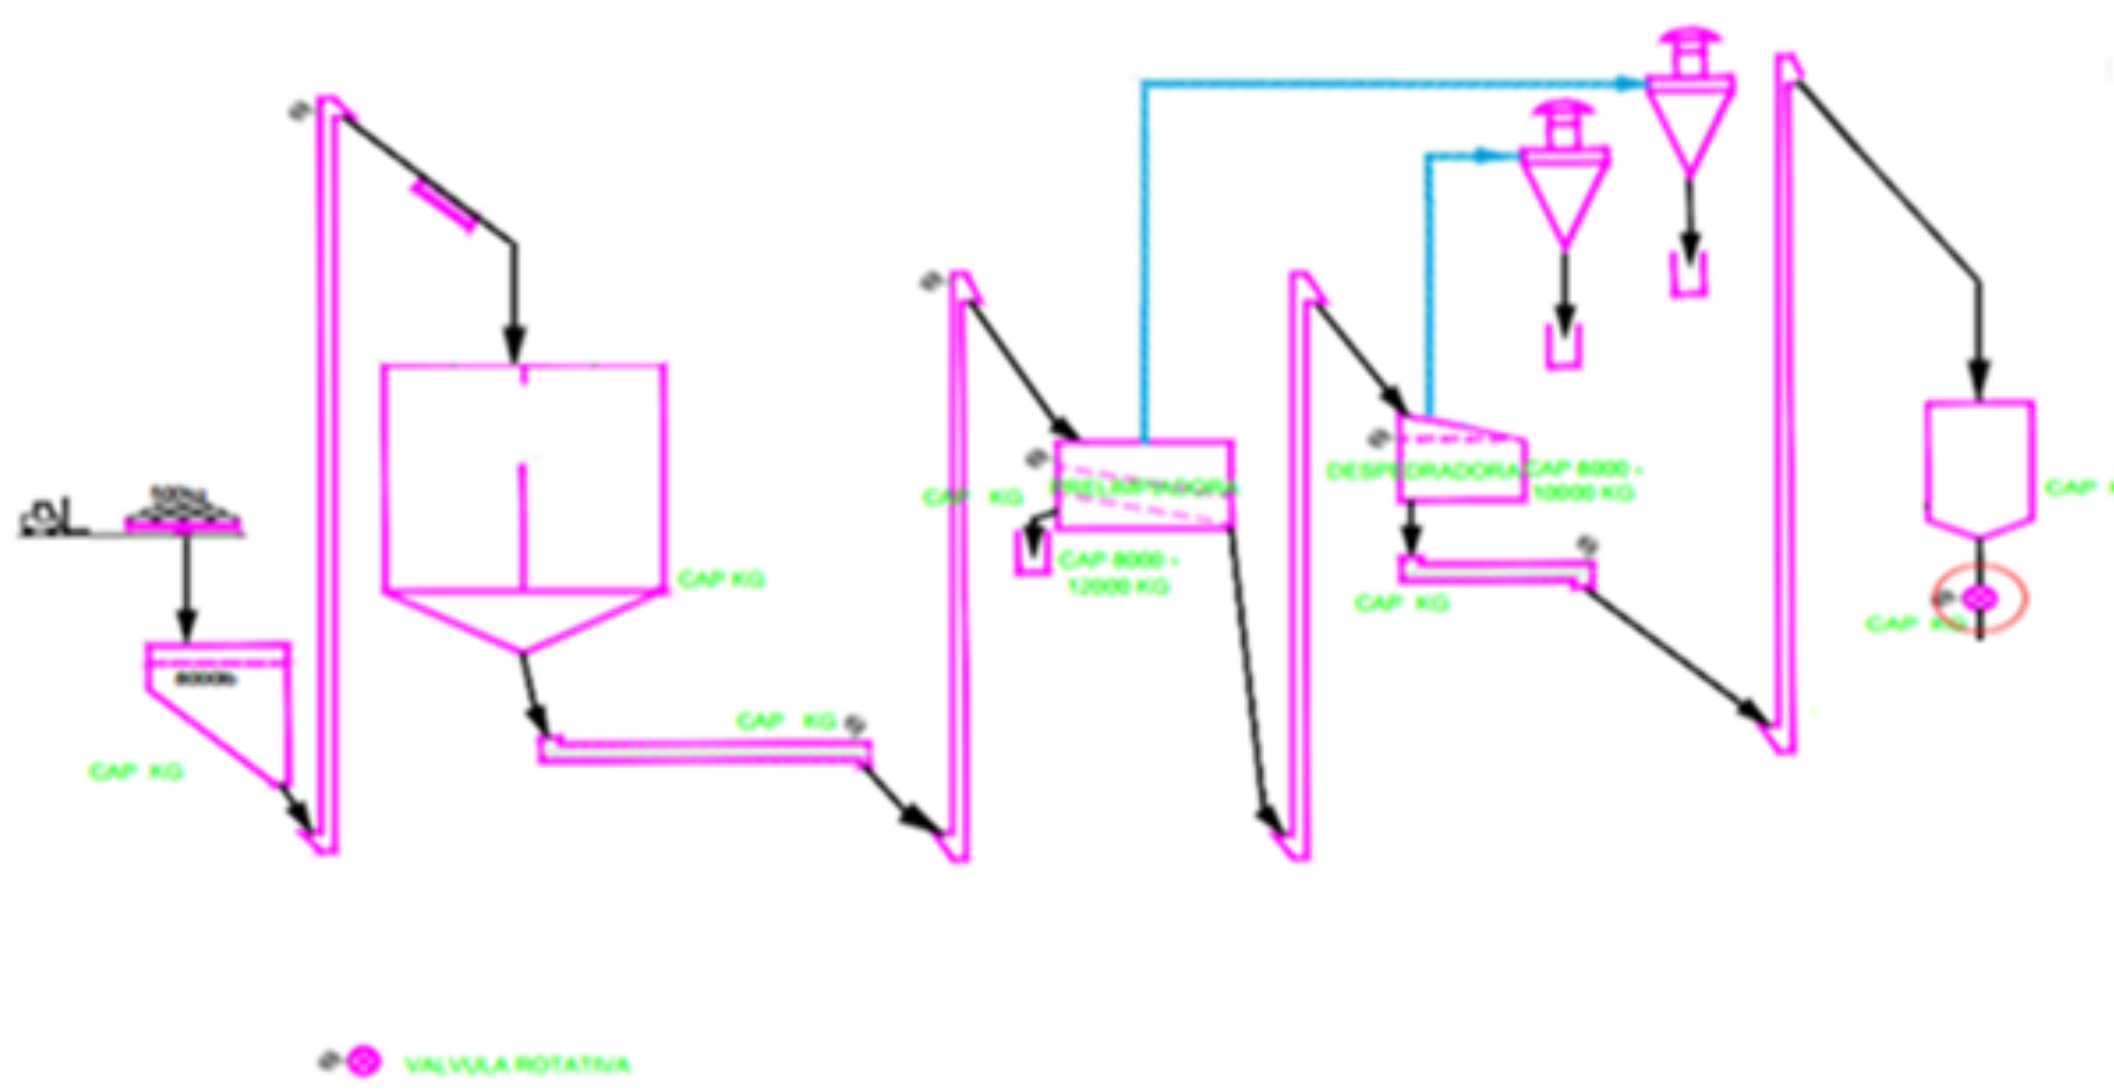 CAP KG
CAP KG
CAP KG
CAP KG
PRELIMPIADORA
CAP 8000 -
12000 KG
DESPEDRADORA
CAP 8000 -
10000 KG
CAP KG
CAP
CAP KG
VALVULA ROTATIVA